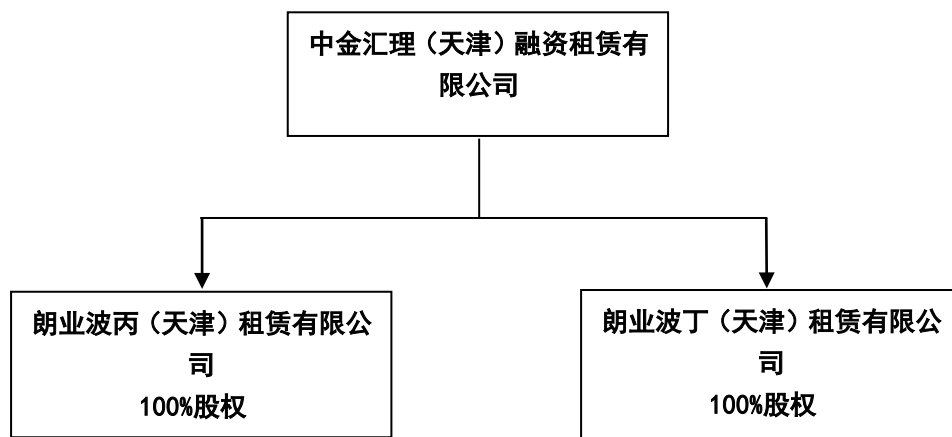 中金汇理（天津）融资租赁有
限公司
朗业波丙（天津）租赁有限公
司
100%股权
朗业波丁（天津）租赁有限公
司
100%股权